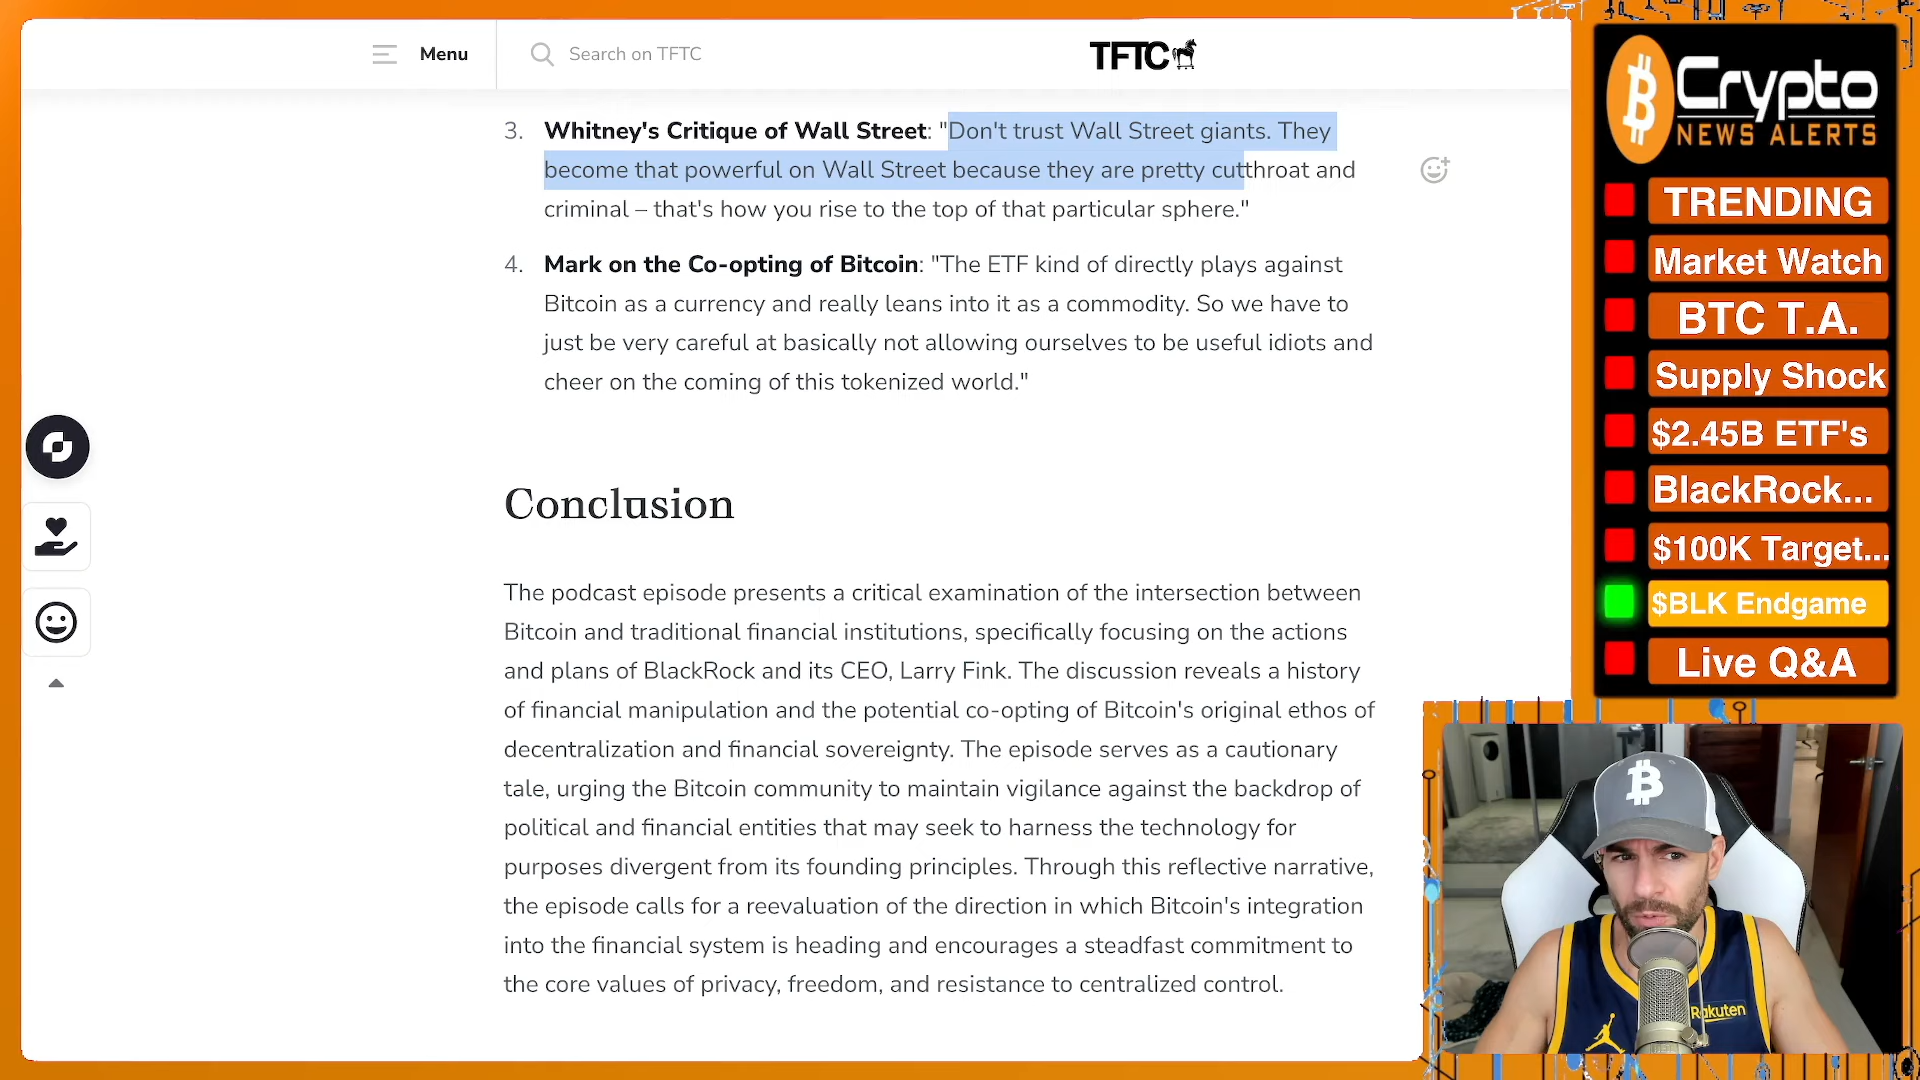 Menu
Search on TFTC
TFTC
3. Whitney's Critique of Wall Street: "Don't trust Wall Street giants. They
become that powerful on Wall Street because they are pretty cutthroat and
criminal – that's how you rise to the top of that particular sphere."
4. Mark on the Co-opting of Bitcoin: "The ETF kind of directly plays against
Bitcoin as a currency and really leans into it as a commodity. So we have to
just be very careful at basically not allowing ourselves to be useful idiots and
cheer on the coming of this tokenized world."
Conclusion
The podcast episode presents a critical examination of the intersection between
Bitcoin and traditional financial institutions, specifically focusing on the actions
and plans of BlackRock and its CEO, Larry Fink. The discussion reveals a history
of financial manipulation and the potential co-opting of Bitcoin's original ethos of
decentralization and financial sovereignty. The episode serves as a cautionary
tale, urging the Bitcoin community to maintain vigilance against the backdrop of
political and financial entities that may seek to harness the technology for
purposes divergent from its founding principles. Through this reflective narrative,
the episode calls for a reevaluation of the direction in which Bitcoin's integration
into the financial system is heading and encourages a steadfast commitment to
the core values of privacy, freedom, and resistance to centralized control.
Crypto
NEWS ALERTS
TRENDING
Market Watch
BTC T.A.
Supply Shock
$2.45B ETF's
BlackRock...
$100K Target...
$BLK Endgame
Live Q&A
Rakuten